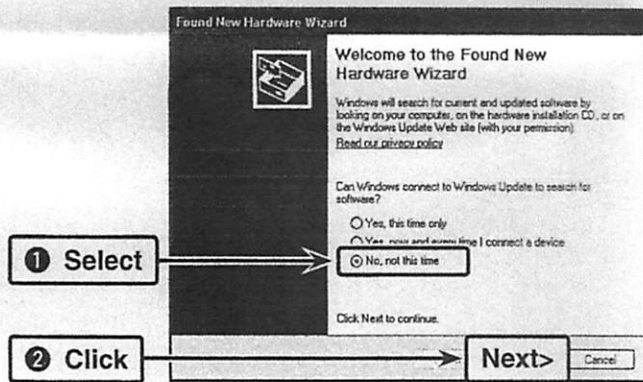 Found New Hardware Wizard
Welcome to the Found New
Hardware Wizard
Windows will search for current and updated software by
looking on your computer, on the hardware installation CD, or on
the Windows Update Web site (with your permission).
Read our privacy policy
Can Windows connect to Windows Update to search for
software?
Yes, this time only
Yes, now and every time I connect a device
No, not this time
❶ Select
Click Next to continue.
❷ Click
Next>
Cancel